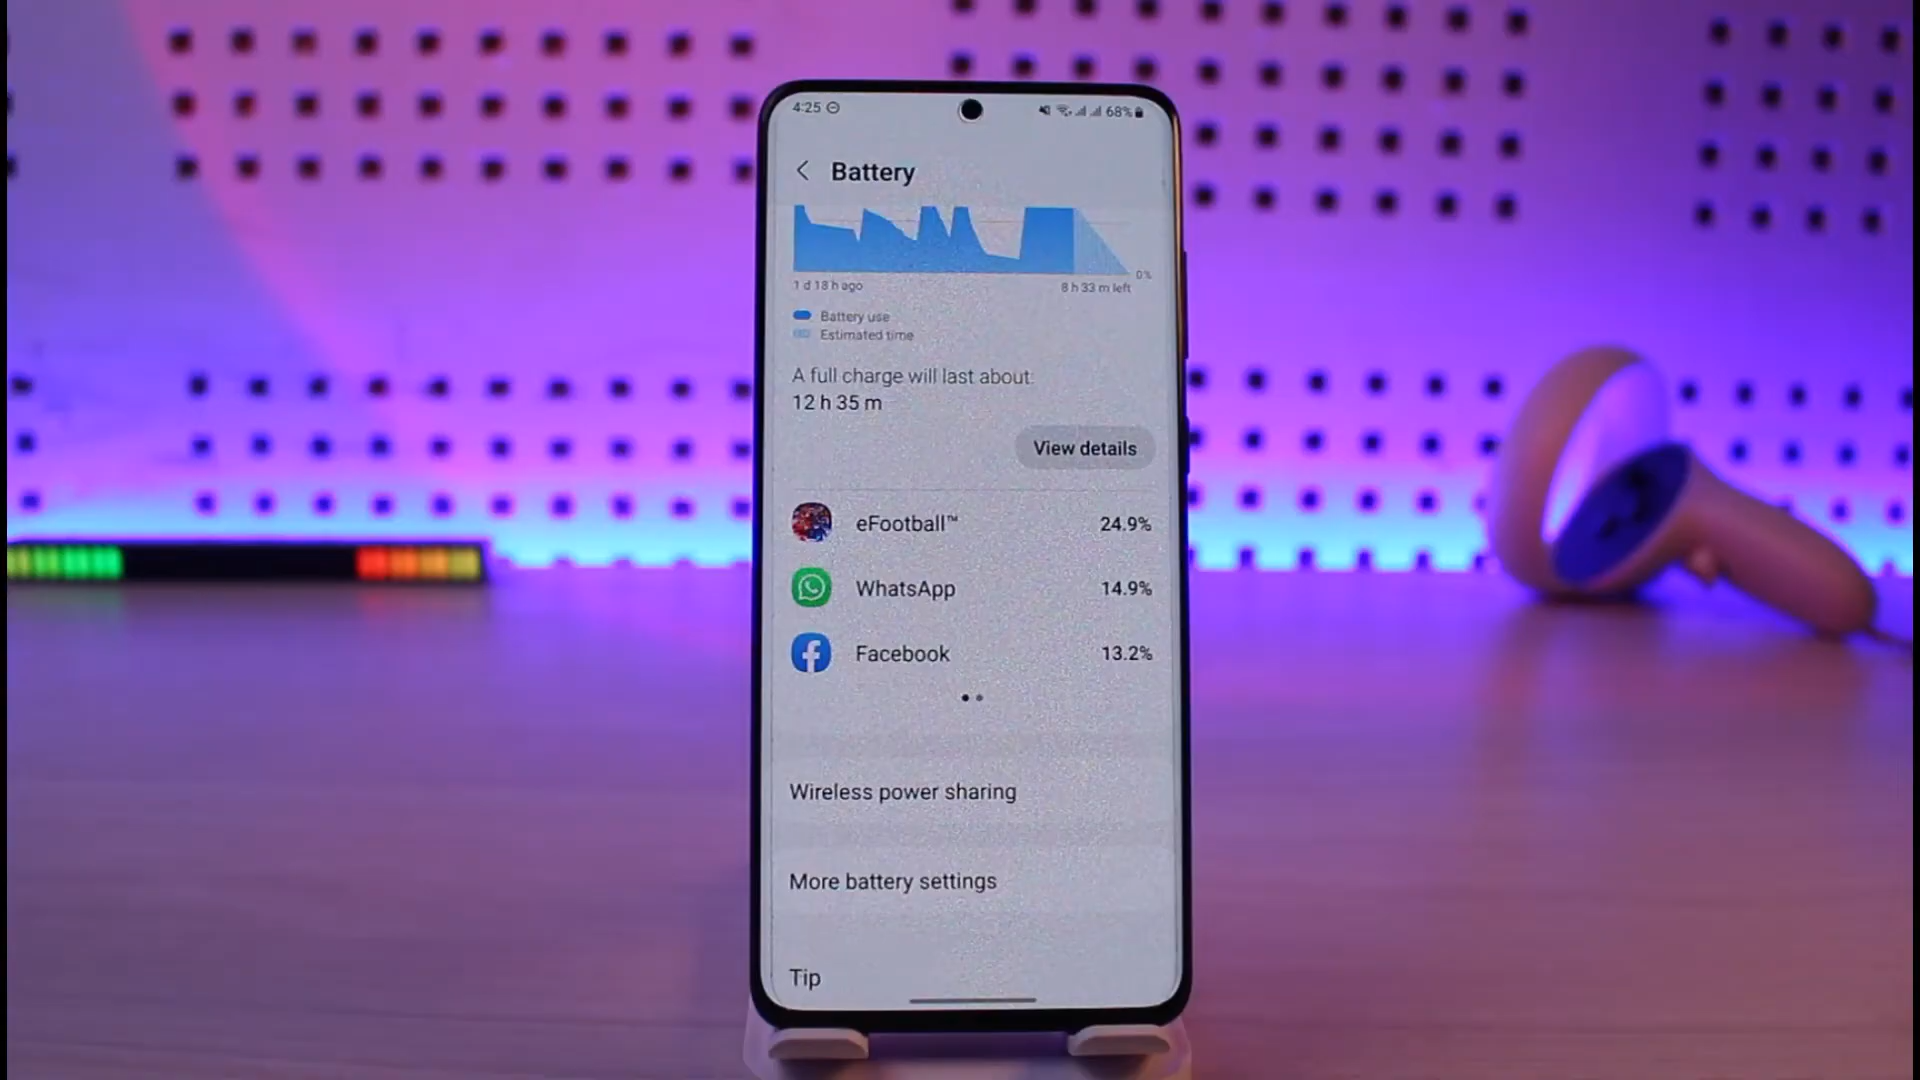 4:25 68%
Battery
0%
1 d 18 h ago 8 h 33 m left
Battery use
Estimated time
A full charge will last about:
12 h 35 m
View details
eFootball™ 24.9%
WhatsApp 14.9%
Facebook 13.2%
Wireless power sharing
More battery settings
Tip